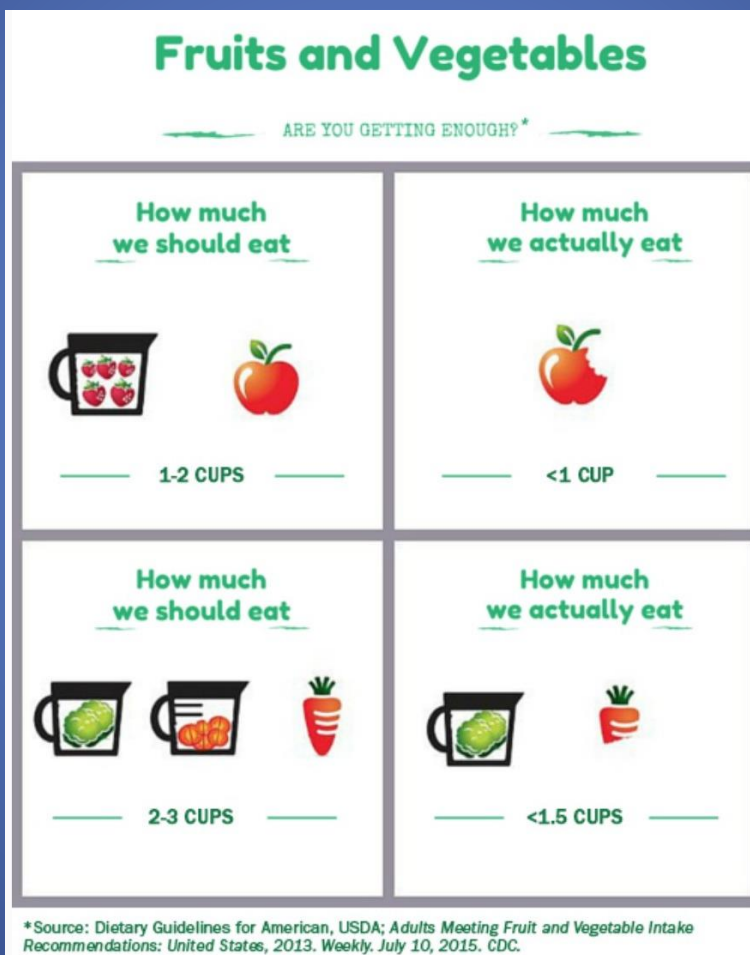 Fruits and Vegetables
ARE YOU GETTING ENOUGH?*
How much
we should eat
1-2 CUPS
How much
we actually eat
<1 CUP
How much
we should eat
2-3 CUPS
How much
we actually eat
<1.5 CUPS
*Source: Dietary Guidelines for American, USDA; Adults Meeting Fruit and Vegetable Intake
Recommendations: United States, 2013. Weekly. July 10, 2015. CDC.